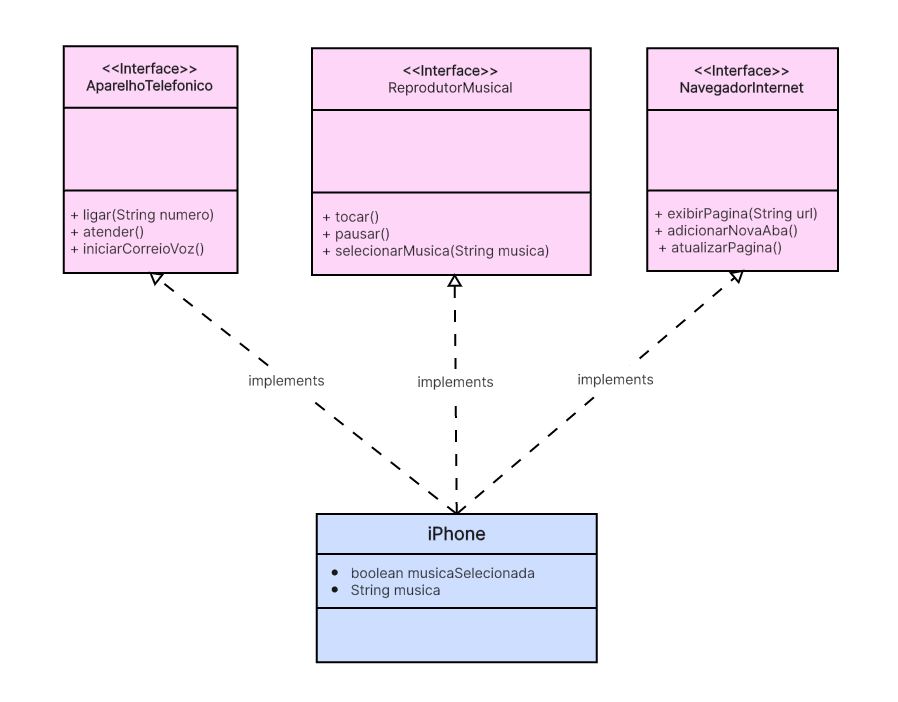 <<Interface>>
AparelhoTelefonico
+ ligar(String numero)
+ atender()
+ iniciarCorreioVoz()
<<Interface>>
ReprodutorMusical
+ tocar()
+ pausar()
+ selecionarMusica(String musica)
<<Interface>>
NavegadorInternet
+ exibirPagina(String url)
+ adicionarNovaAba()
+ atualizarPagina()
implements
implements
implements
iPhone
• boolean musicaSelecionada
• String musica